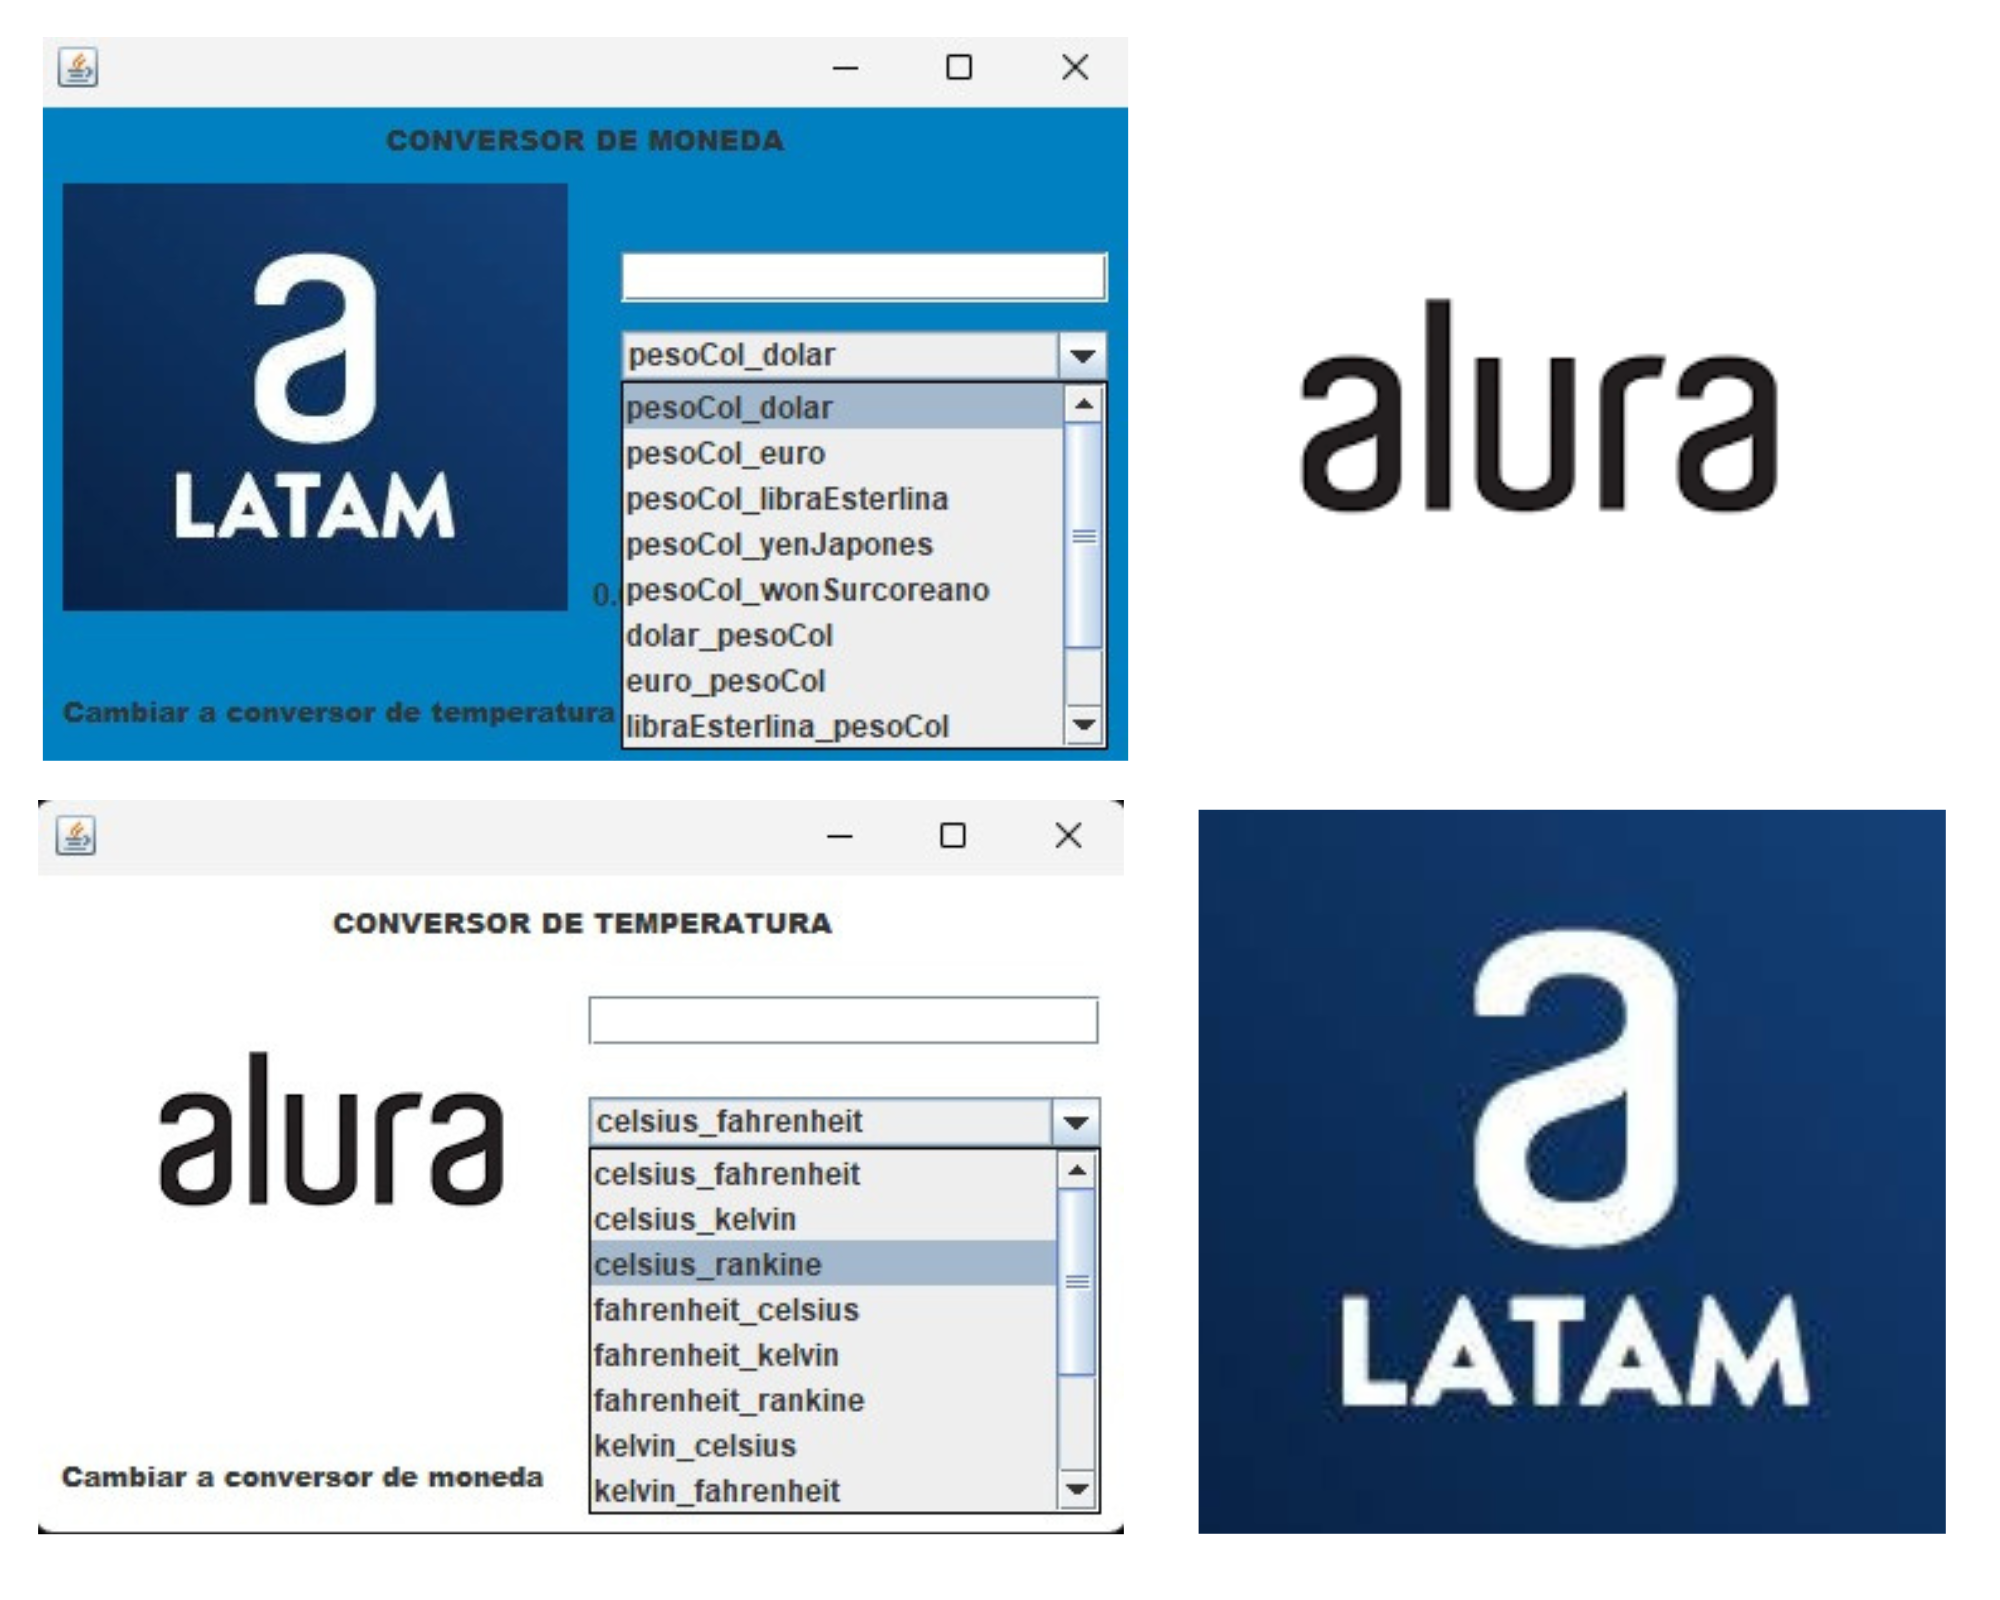 CONVERSOR DE MONEDA
a
LATAM
pesoCol_dolar
pesoCol_dolar
pesoCol_euro
pesoCol_libraEsterlina
pesoCol_yenJapones
0.
pesoCol_wonSurcoreano
dolar_pesoCol
euro_pesoCol
libraEsterlina_pesoCol
Cambiar a conversor de temperatura
alura
CONVERSOR DE TEMPERATURA
alura
celsius_fahrenheit
celsius_fahrenheit
celsius_kelvin
celsius_rankine
fahrenheit_celsius
fahrenheit_kelvin
fahrenheit_rankine
kelvin_celsius
kelvin_fahrenheit
Cambiar a conversor de moneda
a
LATAM